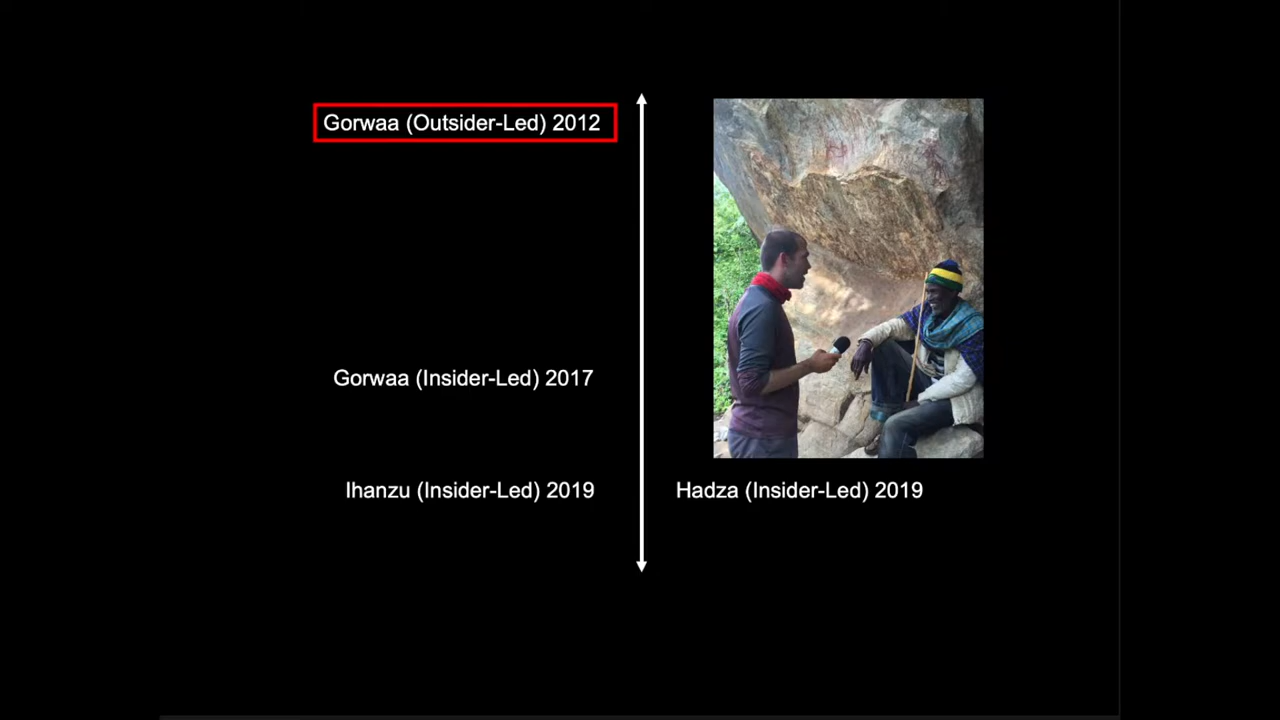 Gorwaa (Outsider-Led) 2012
Gorwaa (Insider-Led) 2017
Ihanzu (Insider-Led) 2019
Hadza (Insider-Led) 2019